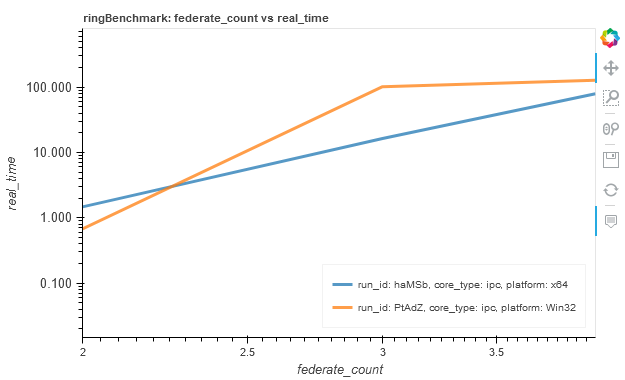 ringBenchmark: federate_count vs real_time
real_time
100.000
10.000
1.000
0.100
run_id: haMSb, core_type: ipc, platform: x64
run_id: PtAdZ, core_type: ipc, platform: Win32
2
2.5
3
3.5
federate_count